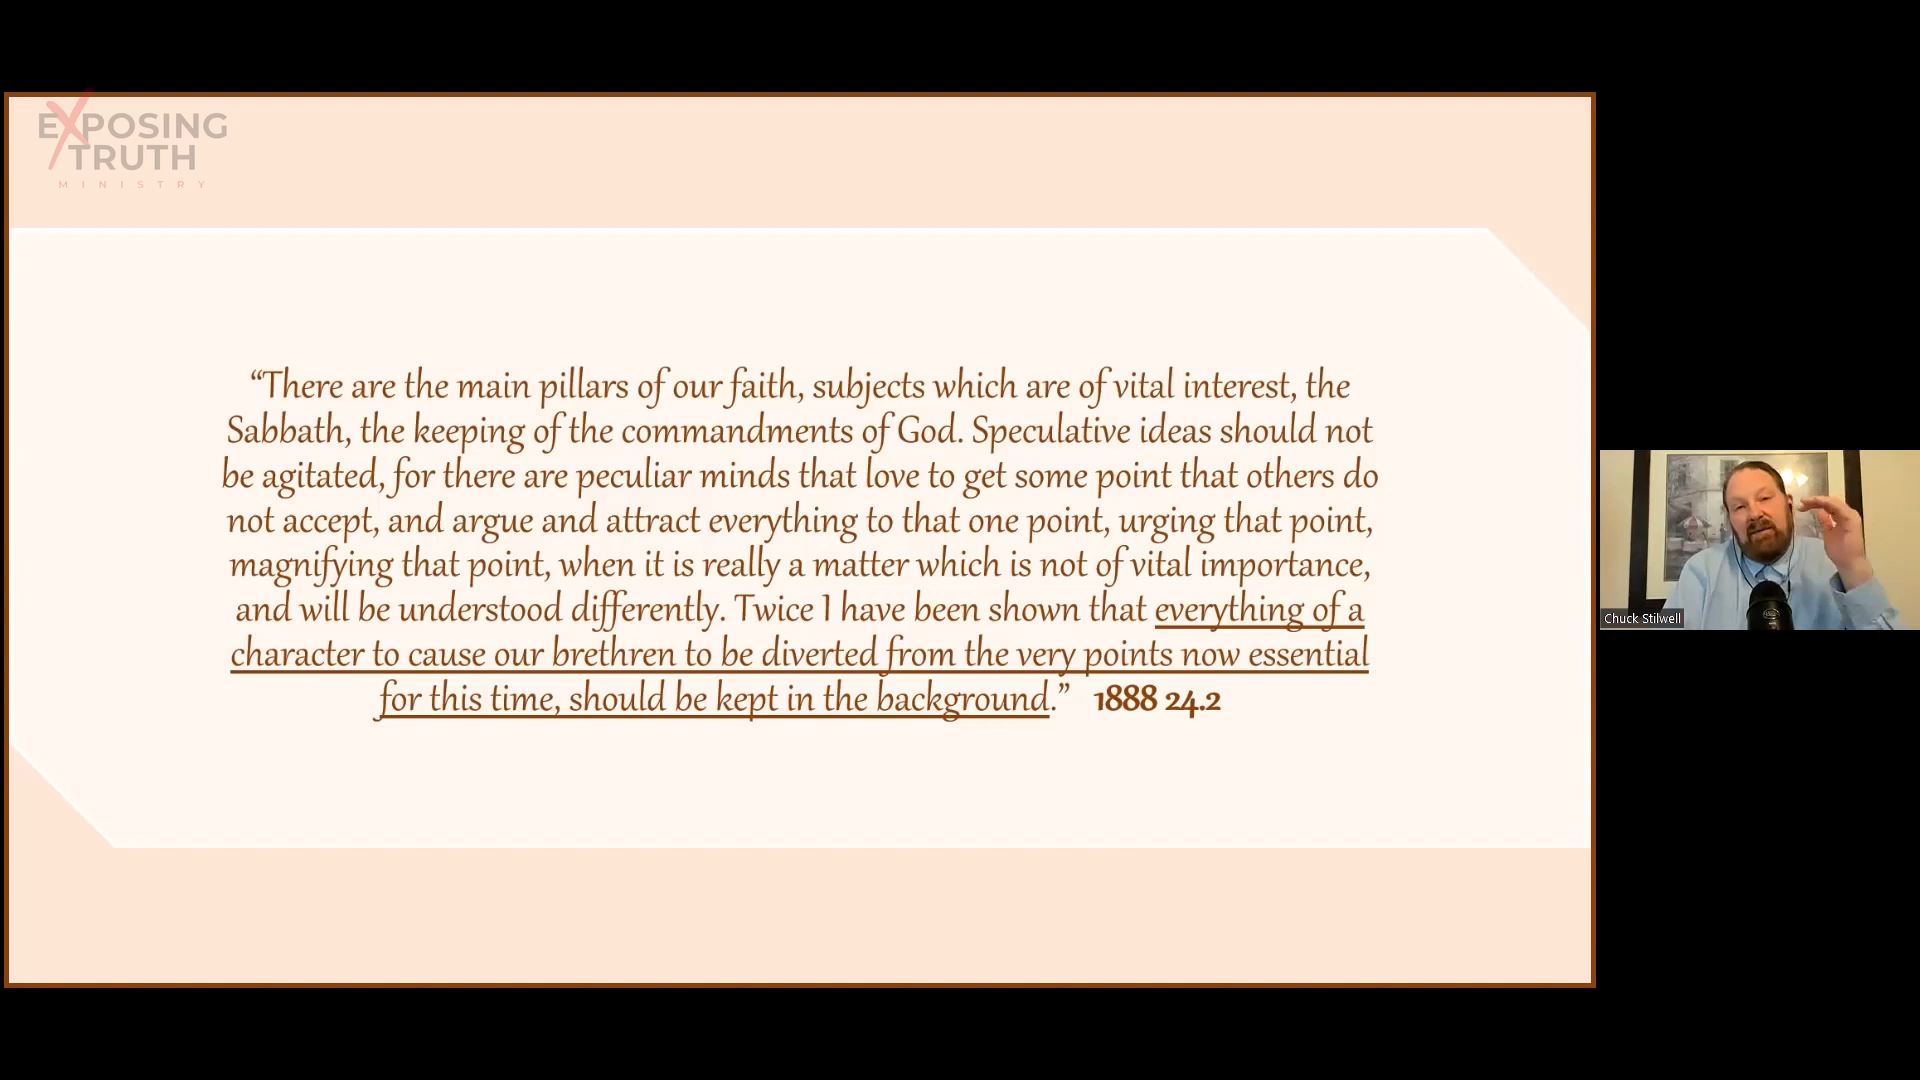 EXPOSING
TRUTH
MINISTRY
“There are the main pillars of our faith, subjects which are of vital interest, the
Sabbath, the keeping of the commandments of God. Speculative ideas should not
be agitated, for there are peculiar minds that love to get some point that others do
not accept, and argue and attract everything to that one point, urging that point,
magnifying that point, when it is really a matter which is not of vital importance,
and will be understood differently. Twice I have been shown that everything of a
character to cause our brethren to be diverted from the very points now essential
for this time, should be kept in the background.” 1888 24.2
Chuck Stilwell